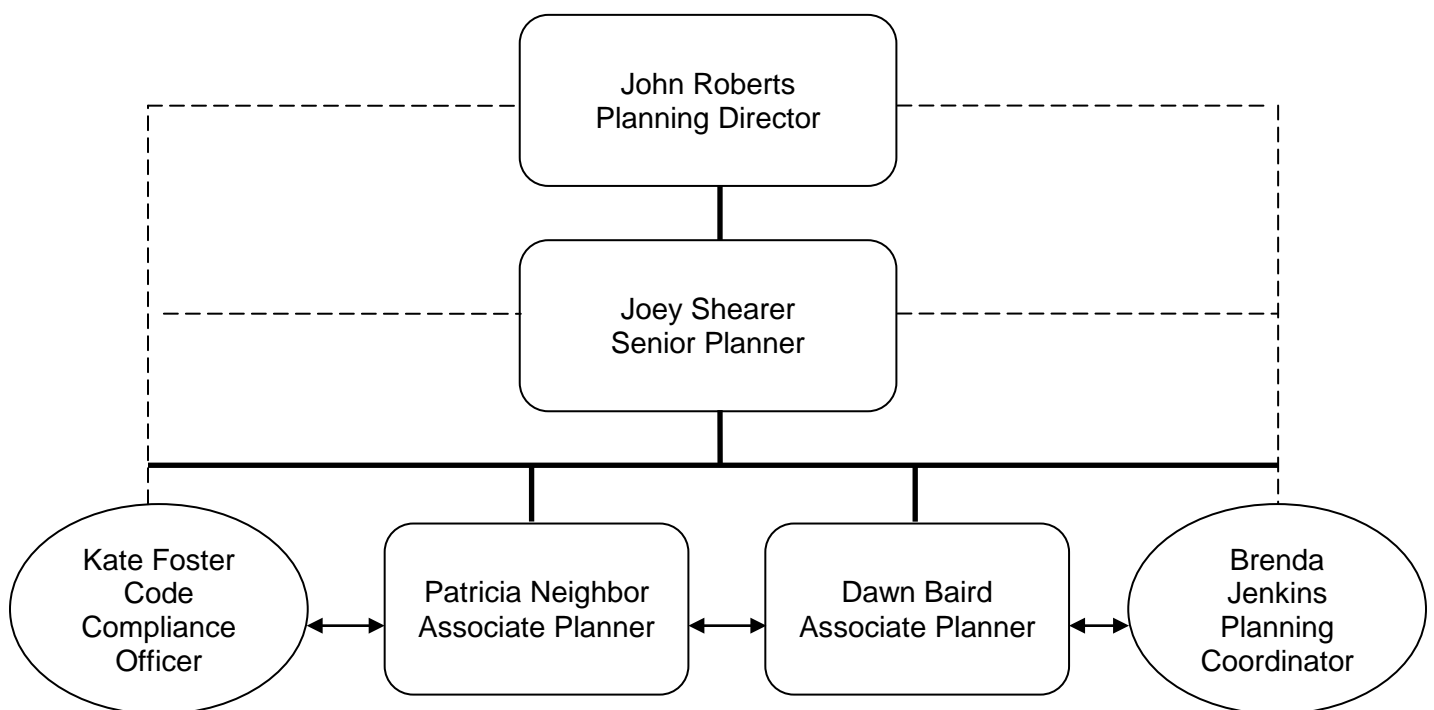 John Roberts
Planning Director
Joey Shearer
Senior Planner
Kate Foster
Code
Compliance
Officer
Patricia Neighbor
Associate Planner
Dawn Baird
Associate Planner
Brenda
Jenkins
Planning
Coordinator